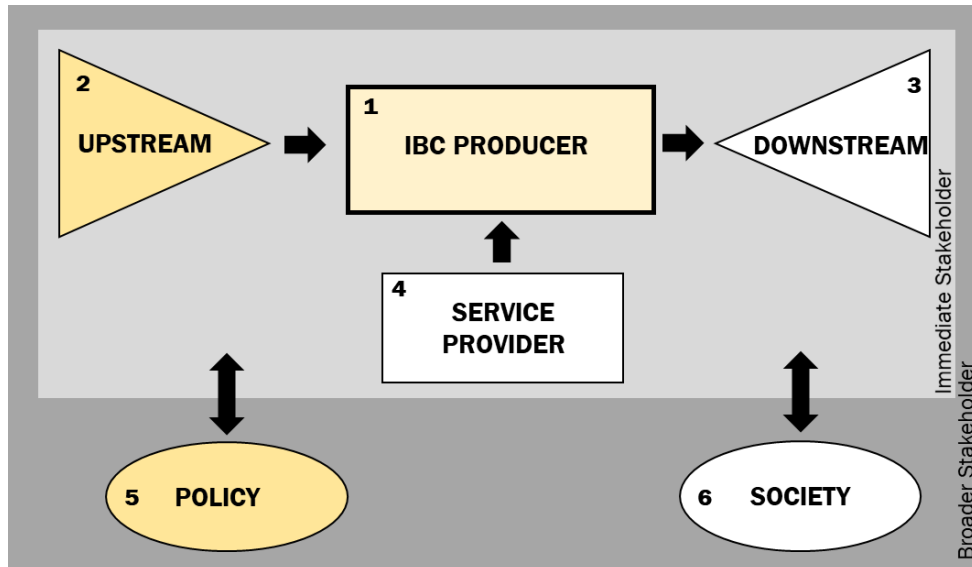 2
UPSTREAM
1
IBC PRODUCER
3
DOWNSTREAM
4
SERVICE
PROVIDER
Immediate Stakeholder
5 POLICY
6 SOCIETY
Broader Stakeholder